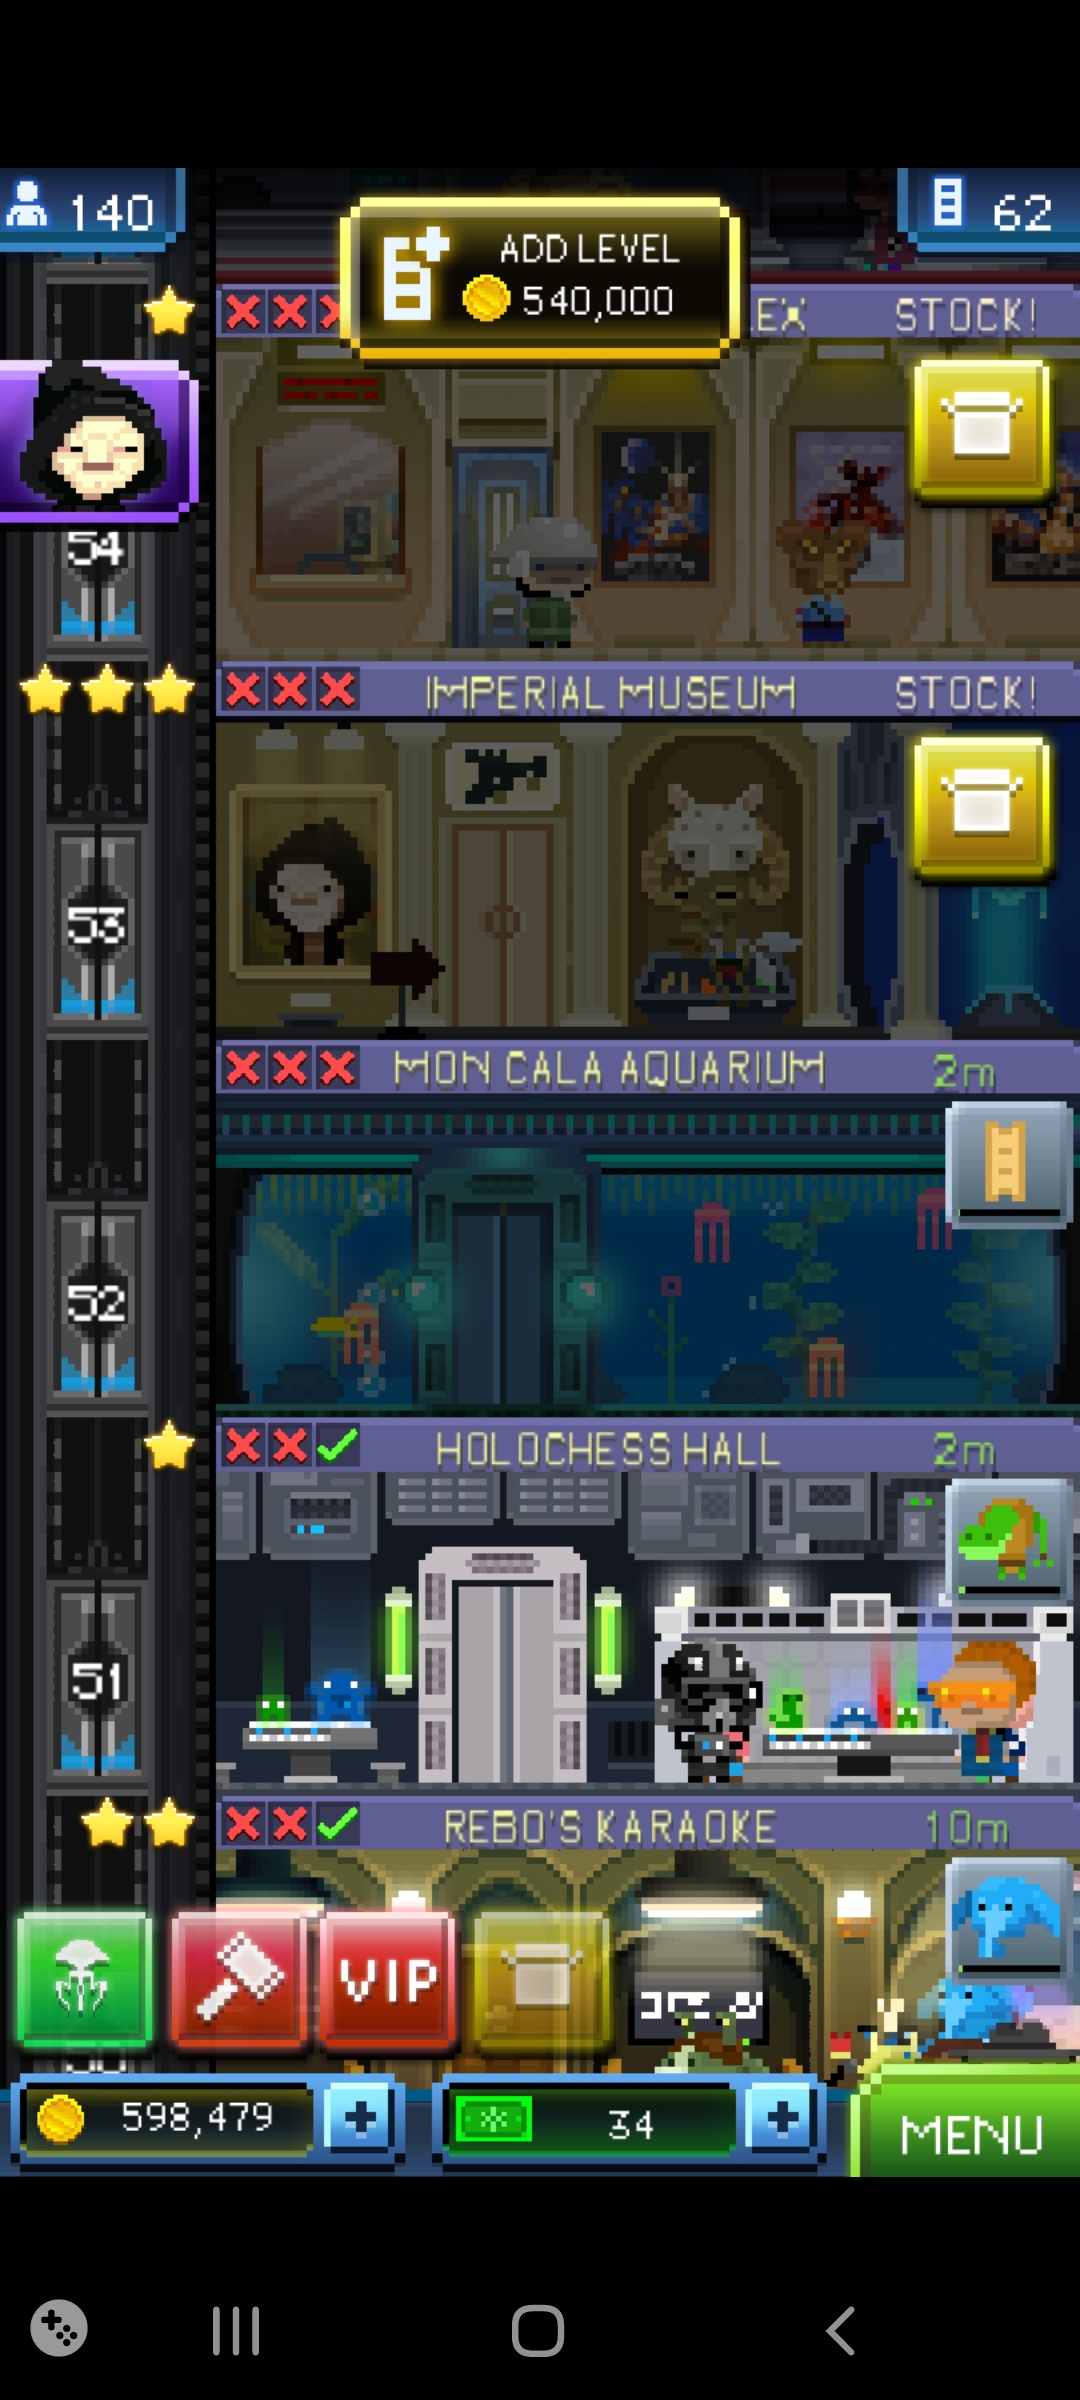 140
ADD LEVEL
540,000
62
LEX
STOCK!
54
IMPERIAL MUSEUM
STOCK!
53
MON CALA AQUARIUM
2m
52
HOLOCHESS HALL
2m
51
REBO'S KARAOKE
10m
VIP
598,479
34
MENU